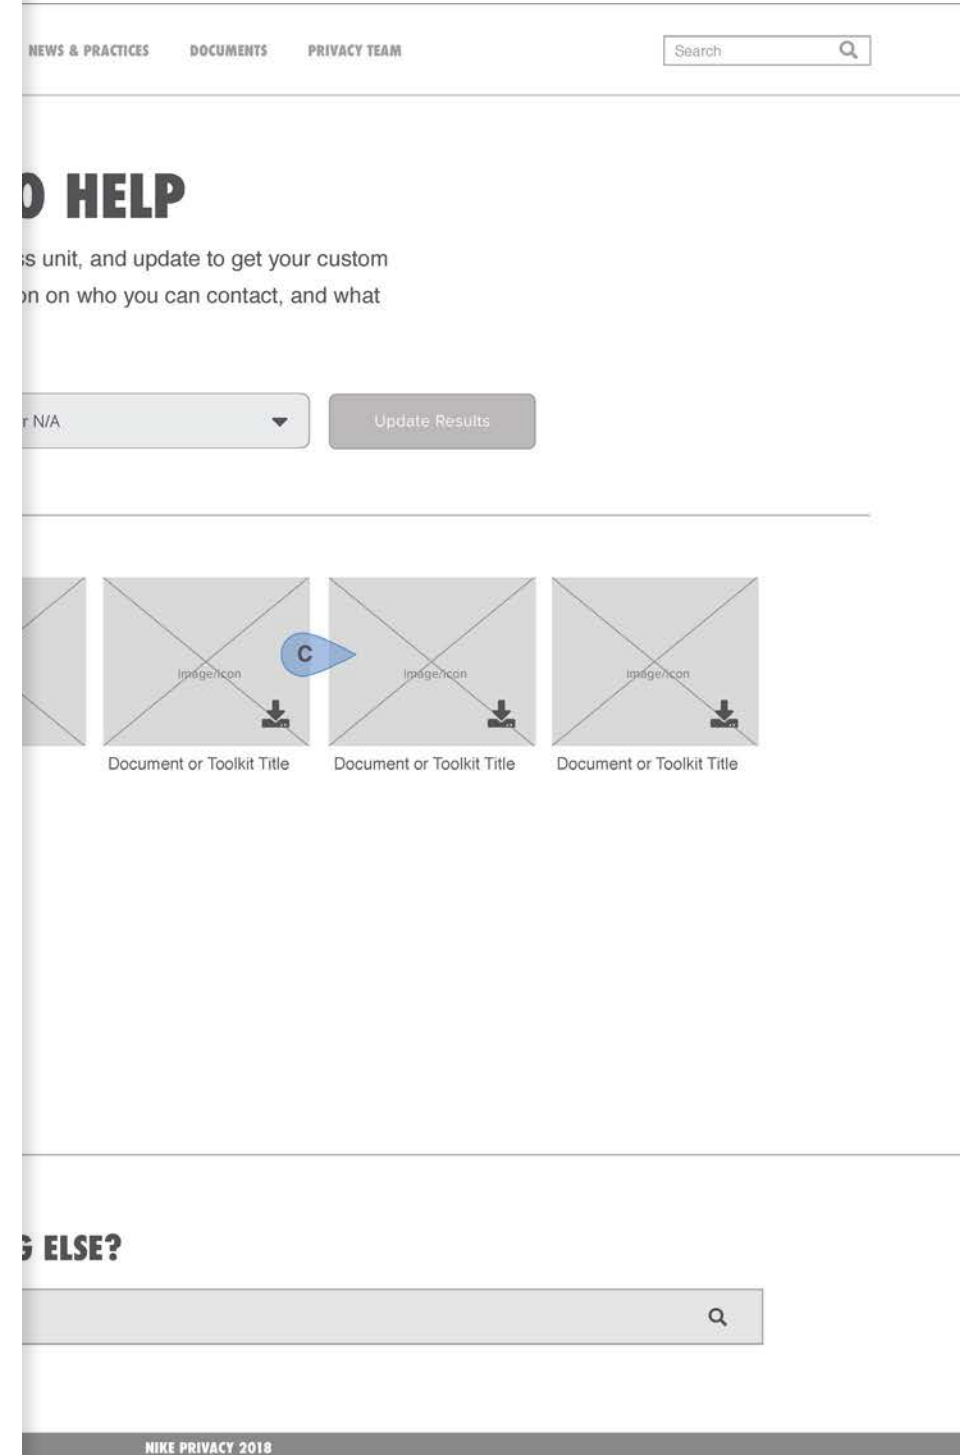 NEWS & PRACTICES DOCUMENTS PRIVACY TEAM Search
O HELP
ss unit, and update to get your custom
on on who you can contact, and what
r N/A Update Results
C
Image/icon Image/icon Image/icon
Document or Toolkit Title Document or Toolkit Title Document or Toolkit Title
G ELSE?
NIKE PRIVACY 2018